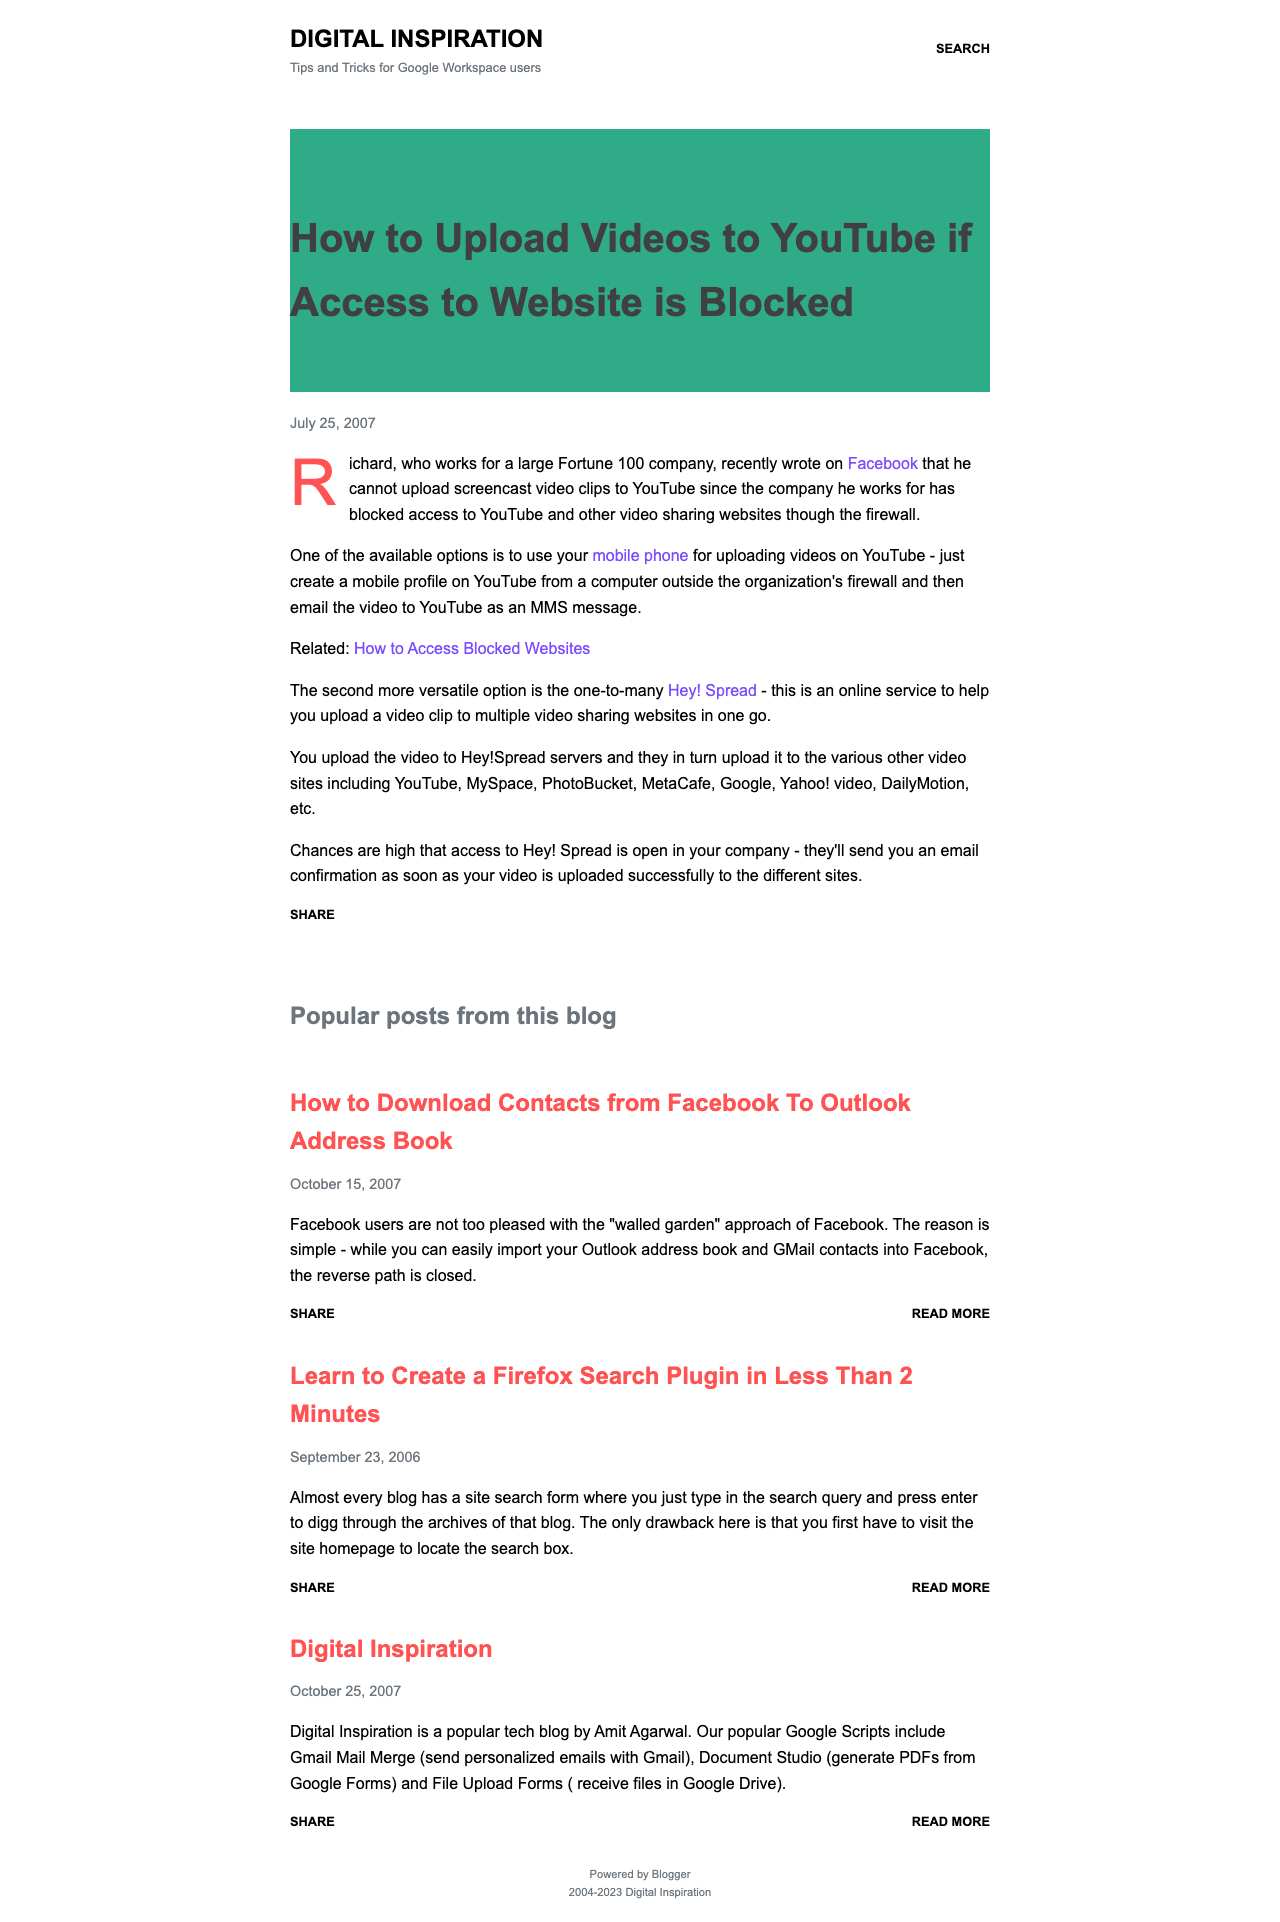 DIGITAL INSPIRATION
Tips and Tricks for Google Workspace users
SEARCH
How to Upload Videos to YouTube if
Access to Website is Blocked
July 25, 2007
Richard, who works for a large Fortune 100 company, recently wrote on Facebook that he
cannot upload screencast video clips to YouTube since the company he works for has
blocked access to YouTube and other video sharing websites though the firewall.
One of the available options is to use your mobile phone for uploading videos on YouTube - just
create a mobile profile on YouTube from a computer outside the organization's firewall and then
email the video to YouTube as an MMS message.
Related: How to Access Blocked Websites
The second more versatile option is the one-to-many Hey! Spread - this is an online service to help
you upload a video clip to multiple video sharing websites in one go.
You upload the video to Hey!Spread servers and they in turn upload it to the various other video
sites including YouTube, MySpace, PhotoBucket, MetaCafe, Google, Yahoo! video, DailyMotion,
etc.
Chances are high that access to Hey! Spread is open in your company - they'll send you an email
confirmation as soon as your video is uploaded successfully to the different sites.
SHARE
Popular posts from this blog
How to Download Contacts from Facebook To Outlook
Address Book
October 15, 2007
Facebook users are not too pleased with the "walled garden" approach of Facebook. The reason is
simple - while you can easily import your Outlook address book and GMail contacts into Facebook,
the reverse path is closed.
SHARE
READ MORE
Learn to Create a Firefox Search Plugin in Less Than 2
Minutes
September 23, 2006
Almost every blog has a site search form where you just type in the search query and press enter
to digg through the archives of that blog. The only drawback here is that you first have to visit the
site homepage to locate the search box.
SHARE
READ MORE
Digital Inspiration
October 25, 2007
Digital Inspiration is a popular tech blog by Amit Agarwal. Our popular Google Scripts include
Gmail Mail Merge (send personalized emails with Gmail), Document Studio (generate PDFs from
Google Forms) and File Upload Forms ( receive files in Google Drive).
SHARE
READ MORE
Powered by Blogger
2004-2023 Digital Inspiration